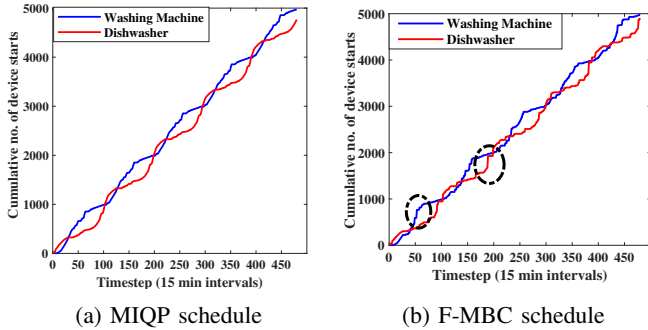 5000
4000
3000
2000
1000
0
Cumulative no. of device starts
Washing Machine
Dishwasher
0 50 100 150 200 250 300 350 400 450
Timestep (15 min intervals)
(a) MIQP schedule
5000
4000
3000
2000
1000
0
Cumulative no. of device starts
Washing Machine
Dishwasher
0 50 100 150 200 250 300 350 400 450
Timestep (15 min intervals)
(b) F-MBC schedule